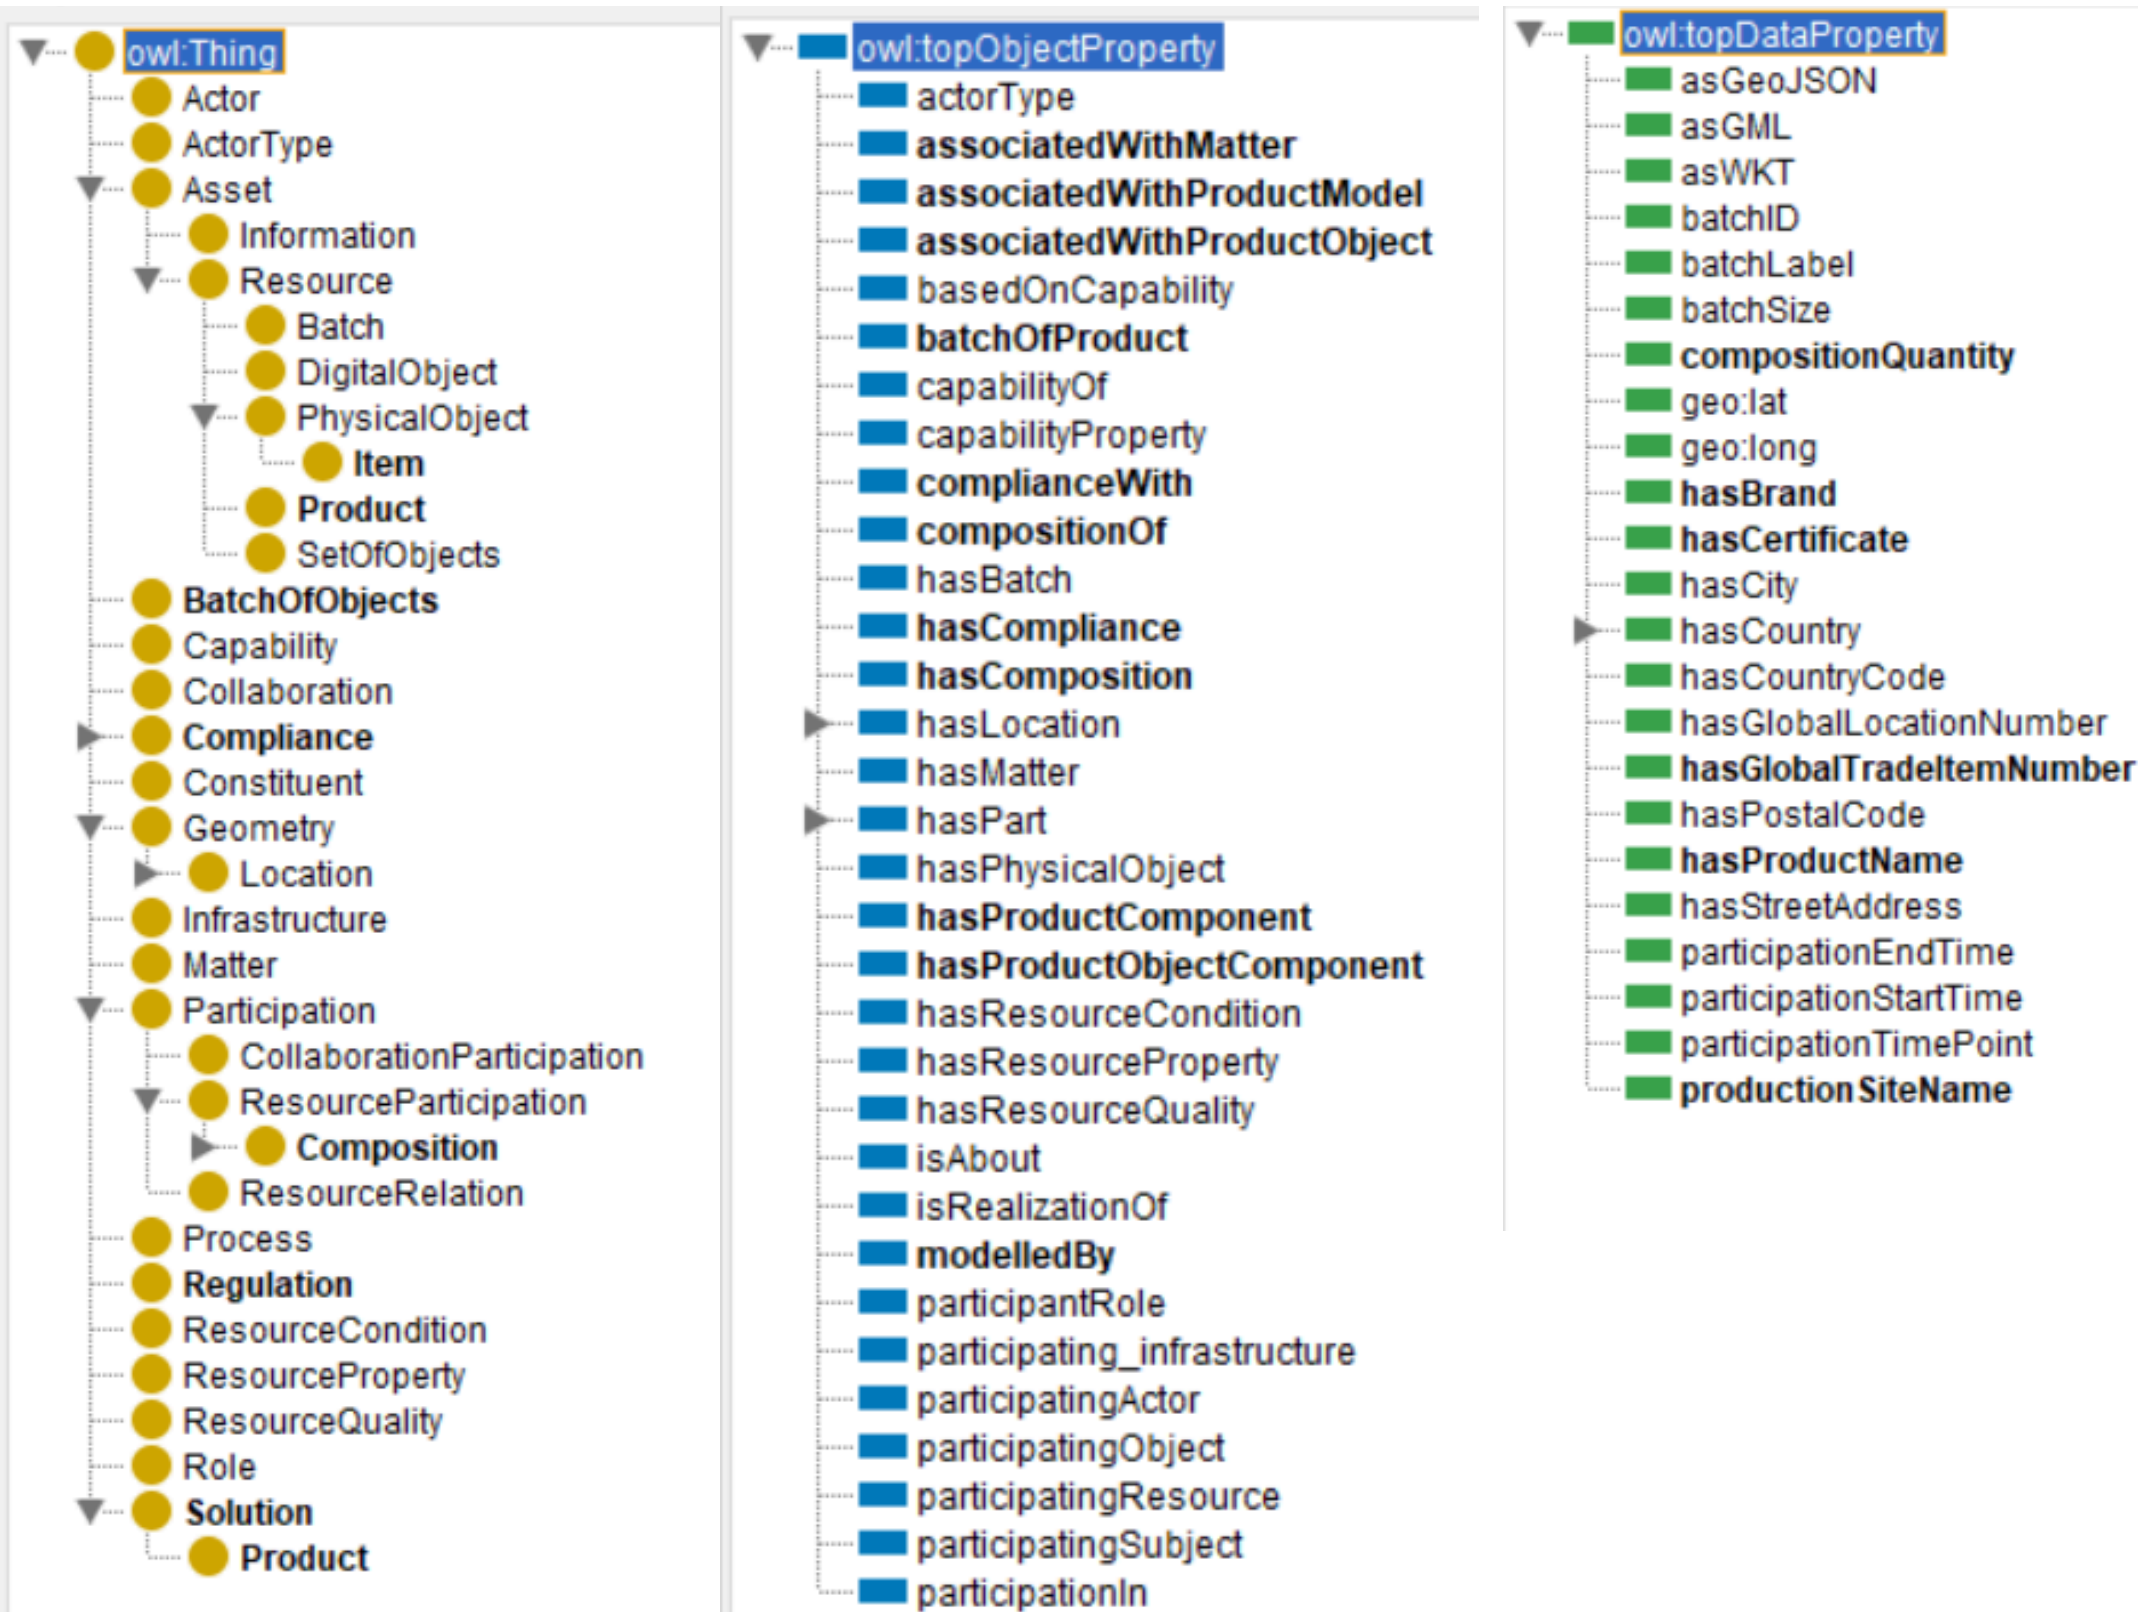 owl:Thing
Actor
ActorType
Asset
Information
Resource
Batch
DigitalObject
PhysicalObject
Item
Product
SetOfObjects
BatchOfObjects
Capability
Collaboration
Compliance
Constituent
Geometry
Location
Infrastructure
Matter
Participation
CollaborationParticipation
ResourceParticipation
Composition
ResourceRelation
Process
Regulation
ResourceCondition
ResourceProperty
ResourceQuality
Role
Solution
Product
owl:topObjectProperty
actorType
associatedWithMatter
associatedWithProductModel
associatedWithProductObject
basedOnCapability
batchOfProduct
capabilityOf
capabilityProperty
complianceWith
compositionOf
hasBatch
hasCompliance
hasComposition
hasLocation
hasMatter
hasPart
hasPhysicalObject
hasProductComponent
hasProductObjectComponent
hasResourceCondition
hasResourceProperty
hasResourceQuality
isAbout
isRealizationOf
modelledBy
participantRole
participating_infrastructure
participatingActor
participatingObject
participatingResource
participatingSubject
participationIn
owl:topDataProperty
asGeoJSON
asGML
asWKT
batchID
batchLabel
batchSize
compositionQuantity
geo:lat
geo:long
hasBrand
hasCertificate
hasCity
hasCountry
hasCountryCode
hasGlobalLocationNumber
hasGlobalTradeItemNumber
hasPostalCode
hasProductName
hasStreetAddress
participationEndTime
participationStartTime
participationTimePoint
productionSiteName